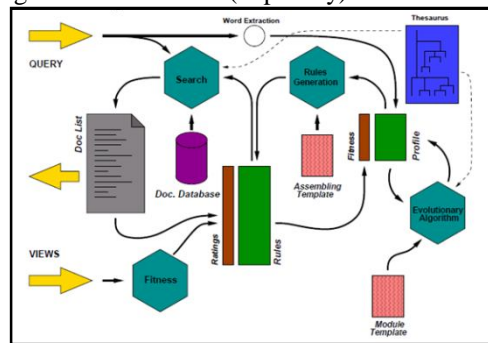 Word Extraction
Thesaurus
QUERY
Search
Rules
Generation
Doc List
Fitness
Profile
Doc. Database
Assembling
Template
Evolutionary
Algorithm
Ratings
Rules
VIEWS
Fitness
Module
Template